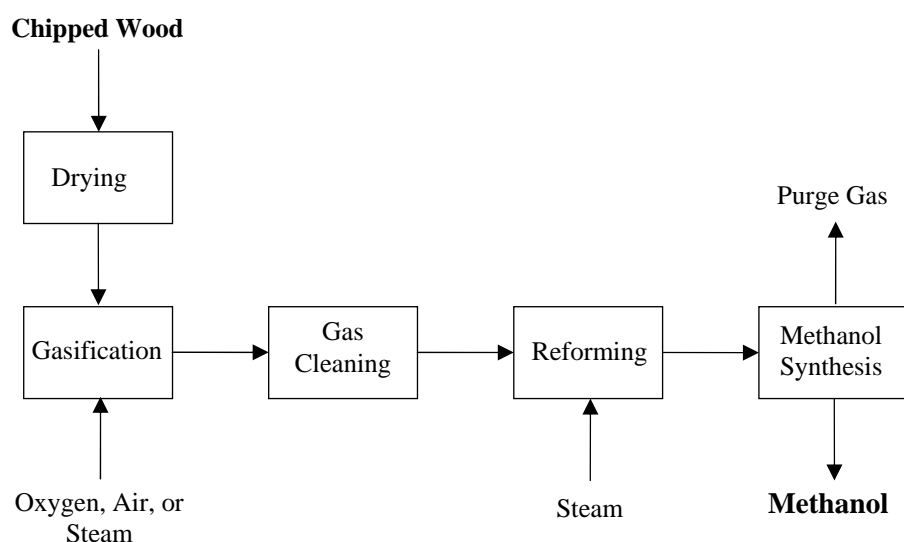 Chipped Wood
Drying
Purge Gas
Gasification
Gas
Cleaning
Reforming
Methanol
Synthesis
Oxygen, Air, or
Steam
Steam
Methanol